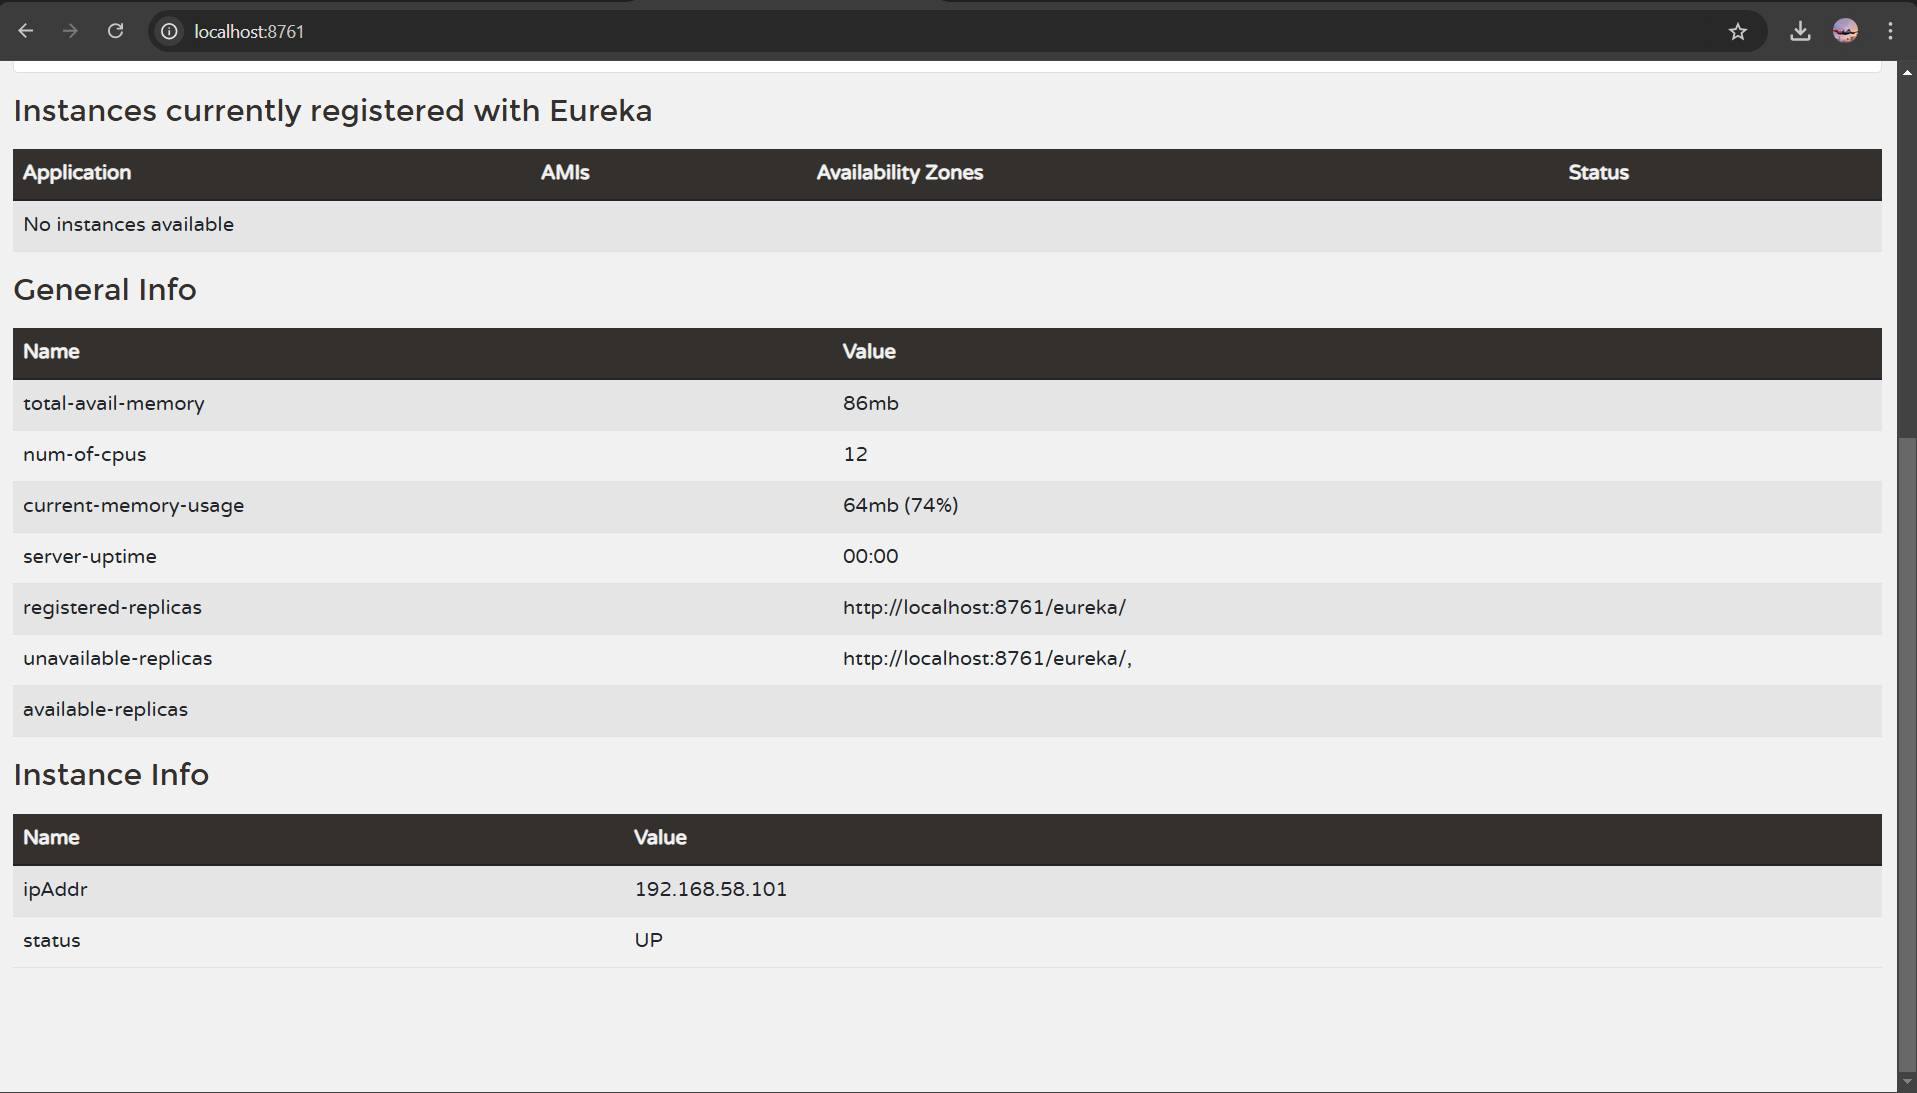 localhost:8761
Instances currently registered with Eureka
Application AMIs Availability Zones Status
No instances available
General Info
Name Value
total-avail-memory 86mb
num-of-cpus 12
current-memory-usage 64mb (74%)
server-uptime 00:00
registered-replicas http://localhost:8761/eureka/
unavailable-replicas http://localhost:8761/eureka/,
available-replicas
Instance Info
Name Value
ipAddr 192.168.58.101
status UP